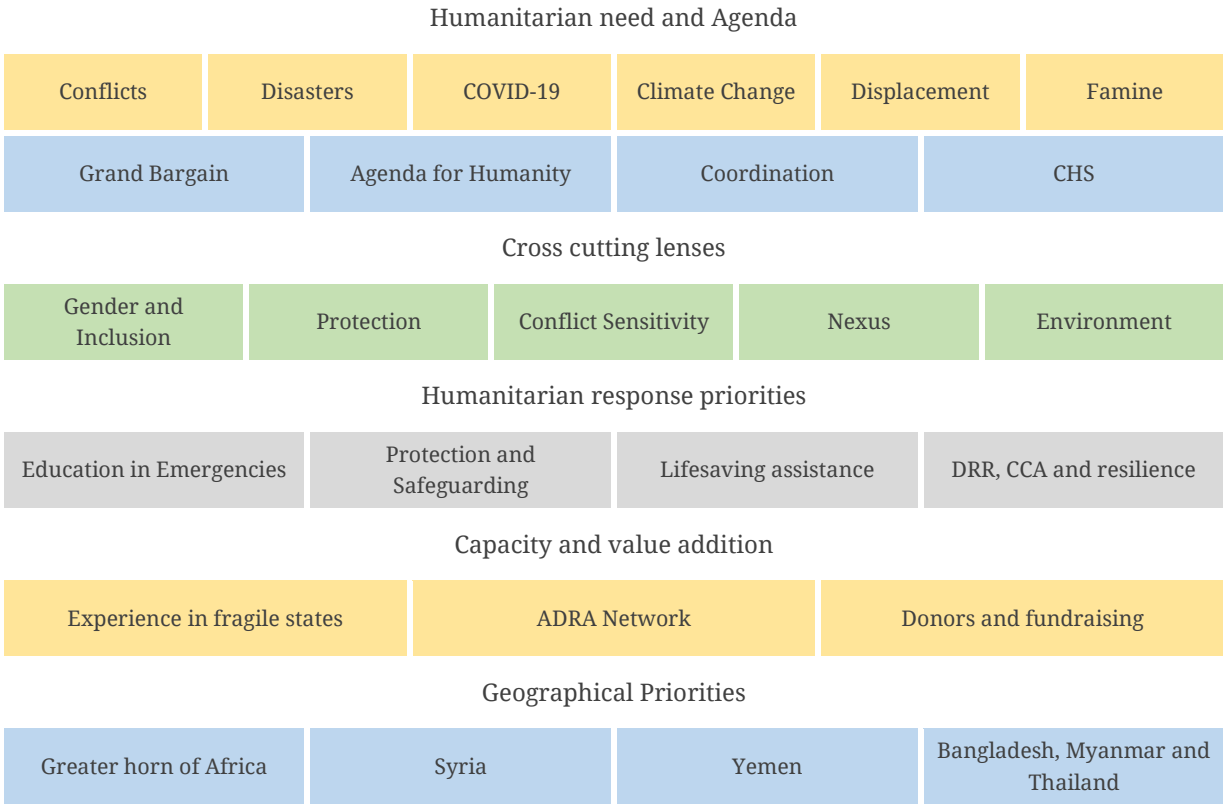 Humanitarian need and Agenda
Conflicts
Disasters
COVID-19
Climate Change
Displacement
Famine
Grand Bargain
Agenda for Humanity
Coordination
CHS
Cross cutting lenses
Gender and
Inclusion
Protection
Conflict Sensitivity
Nexus
Environment
Humanitarian response priorities
Education in Emergencies
Protection and
Safeguarding
Lifesaving assistance
DRR, CCA and resilience
Capacity and value addition
Experience in fragile states
ADRA Network
Donors and fundraising
Geographical Priorities
Greater horn of Africa
Syria
Yemen
Bangladesh, Myanmar and
Thailand